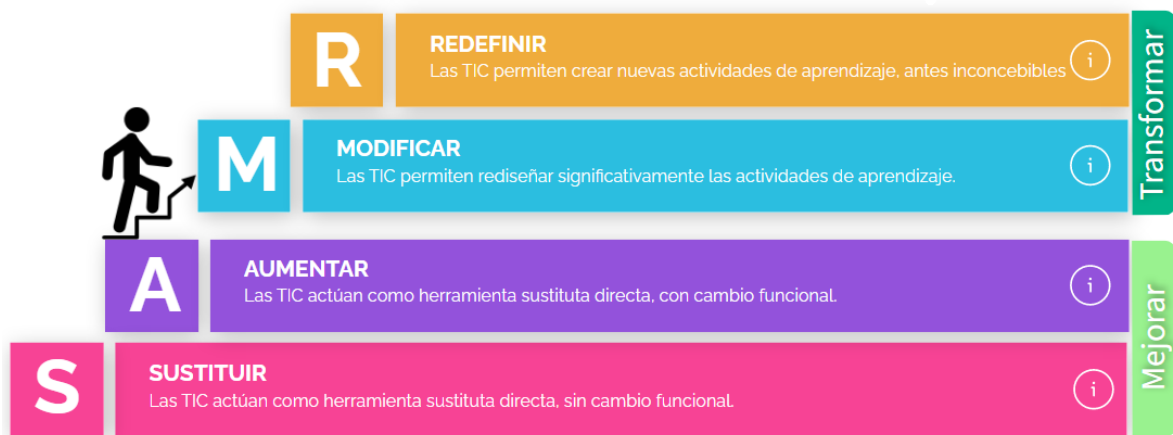 R
REDEFINIR
Las TIC permiten crear nuevas actividades de aprendizaje, antes inconcebibles
i
Transformar
M
MODIFICAR
Las TIC permiten rediseñar significativamente las actividades de aprendizaje.
i
A
AUMENTAR
Las TIC actúan como herramienta sustituta directa, con cambio funcional.
i
Mejorar
S
SUSTITUIR
Las TIC actúan como herramienta sustituta directa, sin cambio funcional.
i